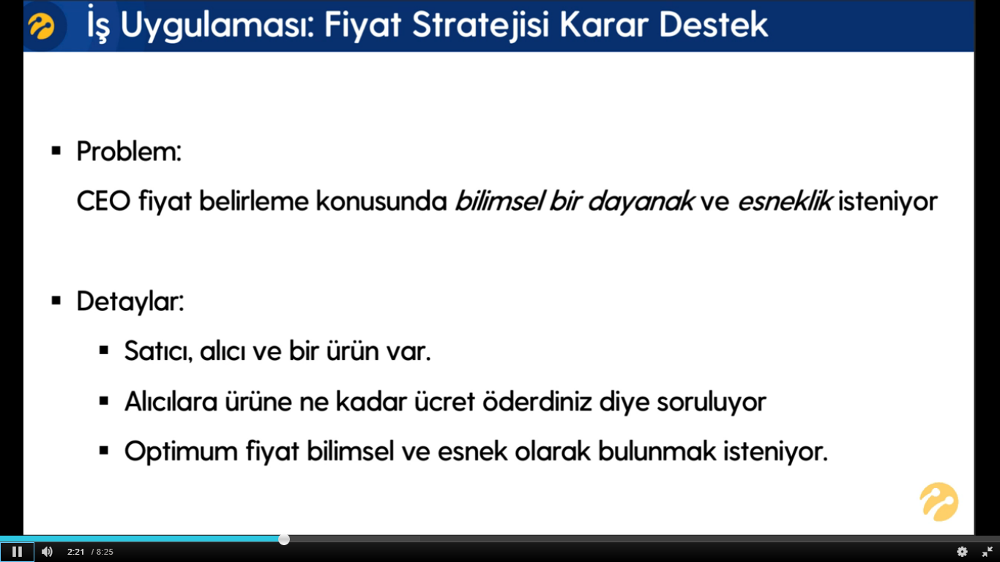 İş Uygulaması: Fiyat Stratejisi Karar Destek
▪ Problem:
CEO fiyat belirleme konusunda bilimsel bir dayanak ve esneklik isteniyor
▪ Detaylar:
▪ Satıcı, alıcı ve bir ürün var.
▪ Alıcılara ürüne ne kadar ücret öderdiniz diye soruluyor
▪ Optimum fiyat bilimsel ve esnek olarak bulunmak isteniyor.
2:21 / 8:25